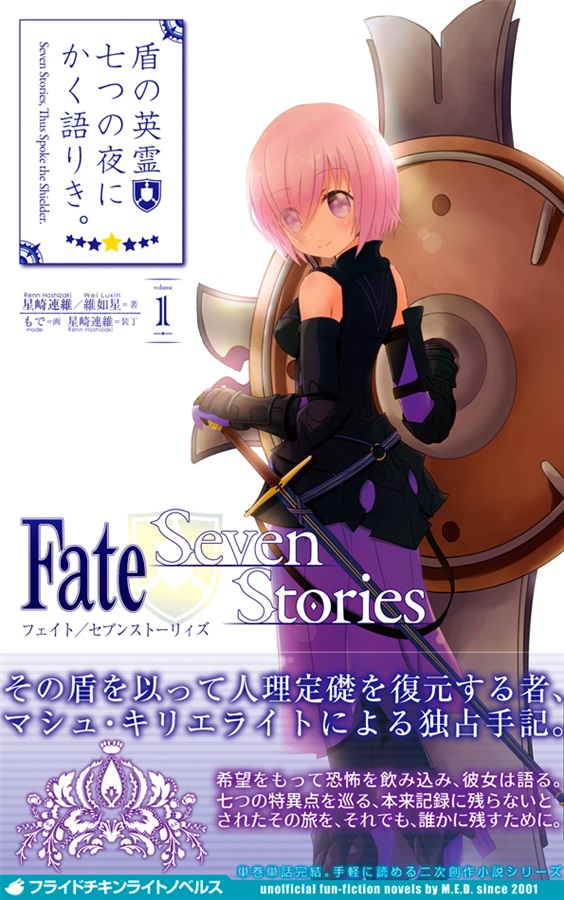 盾の英霊
七つの夜に
かく語りき。
Seven Stories, Thus Spoke the Shielder.
Renn Hoshizaki Wei Luxin
星崎連維／維如星＝著
もで＝画 星崎連維＝装丁
mode Renn Hoshizaki
volume
1
Fate
Seven
Stories
フェイト／セブンストーリィズ
その盾を以って人理定礎を復元する者、
マシュ・キリエライトによる独占手記。
希望をもって恐怖を飲み込み、彼女は語る。
七つの特異点を巡る、本来記録に残らないと
されたその旅を、それでも、誰かに残すために。
単巻単話完結。手軽に読める二次創作小説シリーズ
フライドチキンライトノベルス
unofficial fun-fiction novels by M.E.D. since 2001